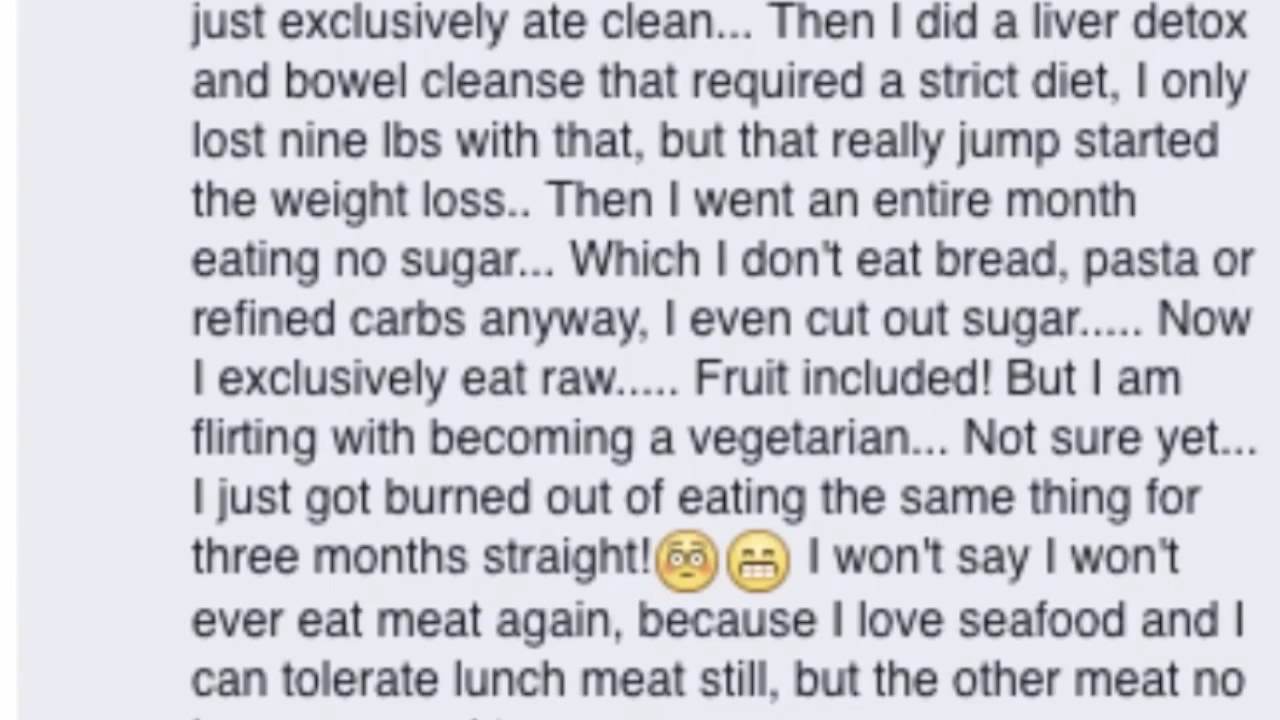 just exclusively ate clean... Then I did a liver detox
and bowel cleanse that required a strict diet, I only
lost nine lbs with that, but that really jump started
the weight loss.. Then I went an entire month
eating no sugar... Which I don't eat bread, pasta or
refined carbs anyway, I even cut out sugar..... Now
I exclusively eat raw..... Fruit included! But I am
flirting with becoming a vegetarian... Not sure yet...
I just got burned out of eating the same thing for
three months straight!😳😁 I won't say I won't
ever eat meat again, because I love seafood and I
can tolerate lunch meat still, but the other meat no